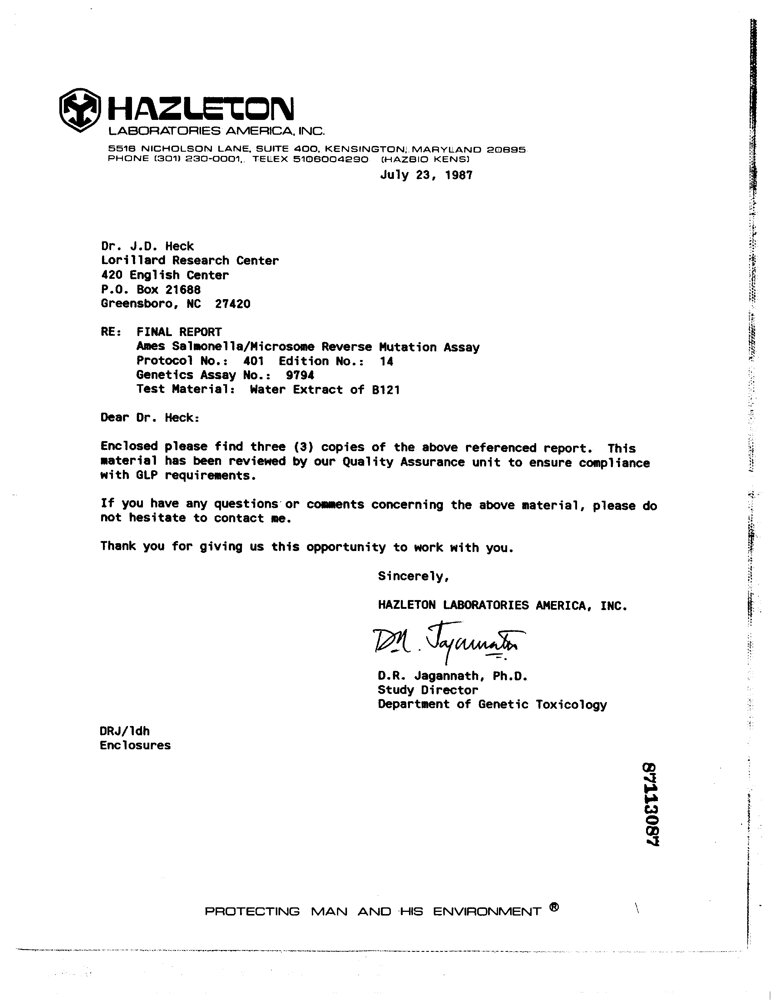 HAZLETON
LABORATORIES AMERICA, INC.
5516 NICHOLSON LANE, SUITE 400, KENSINGTON, MARYLAND 20895
PHONE (301) 230-0001, TELEX 5106004290 (HAZBIO KENS)
July 23, 1987
Dr. J.D. Heck
Lorillard Research Center
420 English Center
P.O. Box 21688
Greensboro, NC 27420
RE: FINAL REPORT
Ames Salmonella/Microsome Reverse Mutation Assay
Protocol No.: 401 Edition No.: 14
Genetics Assay No.: 9794
Test Material: Water Extract of B121
Dear Dr. Heck:
Enclosed please find three (3) copies of the above referenced report. This
material has been reviewed by our Quality Assurance unit to ensure compliance
with GLP requirements.
If you have any questions or comments concerning the above material, please do
not hesitate to contact me.
Thank you for giving us this opportunity to work with you.
Sincerely,
HAZLETON LABORATORIES AMERICA, INC.
D.R. Jagannath, Ph.D.
Study Director
Department of Genetic Toxicology
DRJ/ldh
Enclosures
87113087
PROTECTING MAN AND HIS ENVIRONMENT ®